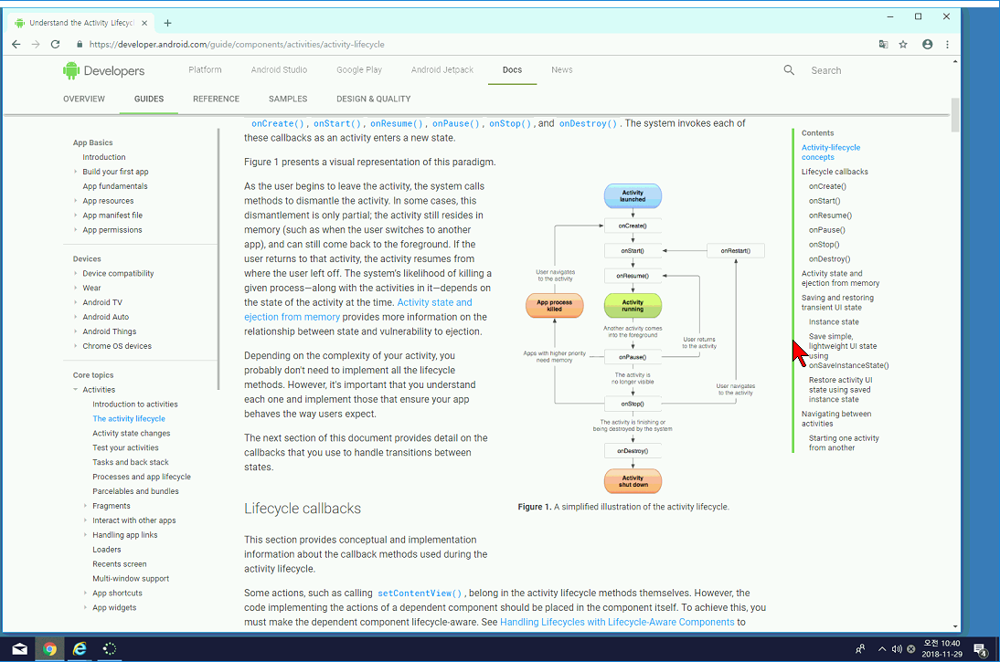 Understand the Activity Lifecyc
https://developer.android.com/guide/components/activities/activity-lifecycle
Developers
Platform
Android Studio
Google Play
Android Jetpack
Docs
News
Search
OVERVIEW
GUIDES
REFERENCE
SAMPLES
DESIGN & QUALITY
App Basics
Introduction
Build your first app
App fundamentals
App resources
App manifest file
App permissions
Devices
Device compatibility
Wear
Android TV
Android Auto
Android Things
Chrome OS devices
Core topics
Activities
Introduction to activities
The activity lifecycle
Activity state changes
Test your activities
Tasks and back stack
Processes and app lifecycle
Parcelables and bundles
Fragments
Interact with other apps
Handling app links
Loaders
Recents screen
Multi-window support
App shortcuts
App widgets
onCreate(), onStart(), onResume(), onPause(), onStop(), and onDestroy(). The system invokes each of
these callbacks as an activity enters a new state.
Figure 1 presents a visual representation of this paradigm.
As the user begins to leave the activity, the system calls
methods to dismantle the activity. In some cases, this
dismantlement is only partial; the activity still resides in
memory (such as when the user switches to another
app), and can still come back to the foreground. If the
user returns to that activity, the activity resumes from
where the user left off. The system's likelihood of killing a
given process—along with the activities in it—depends on
the state of the activity at the time. Activity state and
ejection from memory provides more information on the
relationship between state and vulnerability to ejection.
Depending on the complexity of your activity, you
probably don't need to implement all the lifecycle
methods. However, it's important that you understand
each one and implement those that ensure your app
behaves the way users expect.
The next section of this document provides detail on the
callbacks that you use to handle transitions between
states.
Activity
launched
onCreate()
onStart()
onRestart()
User navigates
to the activity
onResume()
App process
killed
Activity
running
Another activity comes
into the foreground
User returns
to the activity
Apps with higher priority
need memory
onPause()
The activity is
no longer visible
User navigates
to the activity
onStop()
The activity is finishing or
being destroyed by the system
onDestroy()
Activity
shut down
Figure 1. A simplified illustration of the activity lifecycle.
Lifecycle callbacks
This section provides conceptual and implementation
information about the callback methods used during the
activity lifecycle.
Some actions, such as calling setContentView(), belong in the activity lifecycle methods themselves. However, the
code implementing the actions of a dependent component should be placed in the component itself. To achieve this, you
must make the dependent component lifecycle-aware. See Handling Lifecycles with Lifecycle-Aware Components to
Contents
Activity-lifecycle
concepts
Lifecycle callbacks
onCreate()
onStart()
onResume()
onPause()
onStop()
onDestroy()
Activity state and
ejection from memory
Saving and restoring
transient UI state
Instance state
Save simple,
lightweight UI state
using
onSaveInstanceState()
Restore activity UI
state using saved
instance state
Navigating between
activities
Starting one activity
from another
오전 10:40
2018-11-29
4